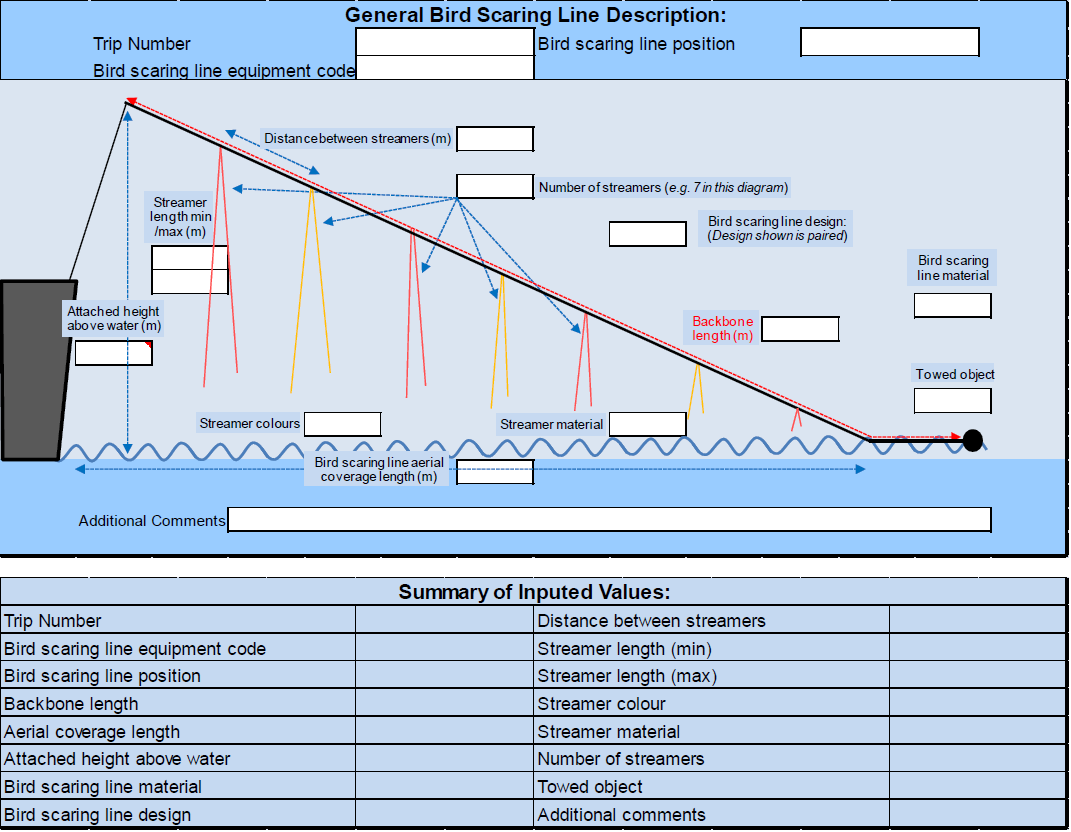 General Bird Scaring Line Description:
Trip Number
Bird scaring line position
Bird scaring line equipment code
Distance between streamers (m)
Number of streamers (e.g. 7 in this diagram)
Streamer
length min
/max (m)
Bird scaring line design:
(Design shown is paired)
Bird scaring
line material
Attached height
above water (m)
Backbone
length (m)
Towed object
Streamer colours
Streamer material
Bird scaring line aerial
coverage length (m)
Additional Comments
Summary of Inputed Values:
Trip Number
Distance between streamers
Bird scaring line equipment code
Streamer length (min)
Bird scaring line position
Streamer length (max)
Backbone length
Streamer colour
Aerial coverage length
Streamer material
Attached height above water
Number of streamers
Bird scaring line material
Towed object
Bird scaring line design
Additional comments